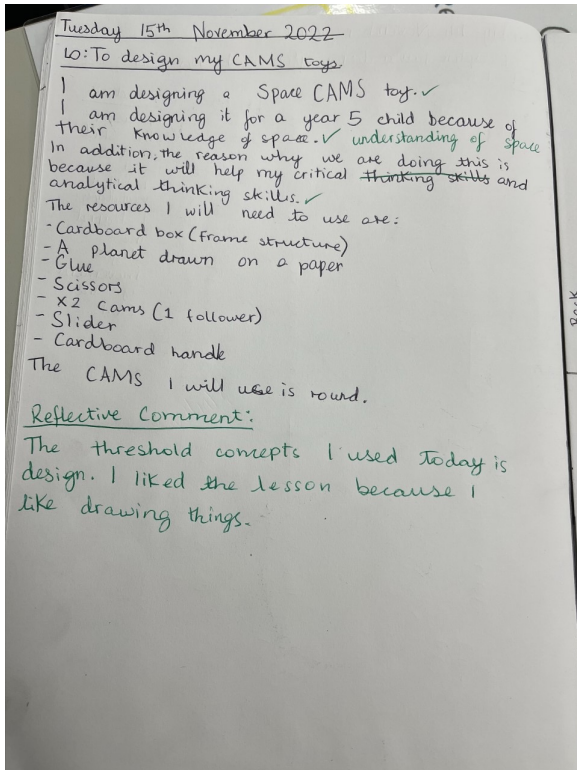 Tuesday 15th November 2022
LO: To design my CAMS toys.
I am designing a Space CAMS toy. ✓
I am designing it for a year 5 child because of
their knowledge of space. ✓ understanding of space
In addition, the reason why we are doing this is
because it will help my critical thinking skills and
analytical thinking skills. ✓
The resources I will need to use are:
- Cardboard box (frame structure)
- A planet drawn on a paper
- Glue
- Scissors
- x2 Cams (1 follower)
- Slider
- Cardboard handle
The CAMS I will use is round.
Reflective Comment:
The threshold concepts I used today is
design. I liked the lesson because I
like drawing things.